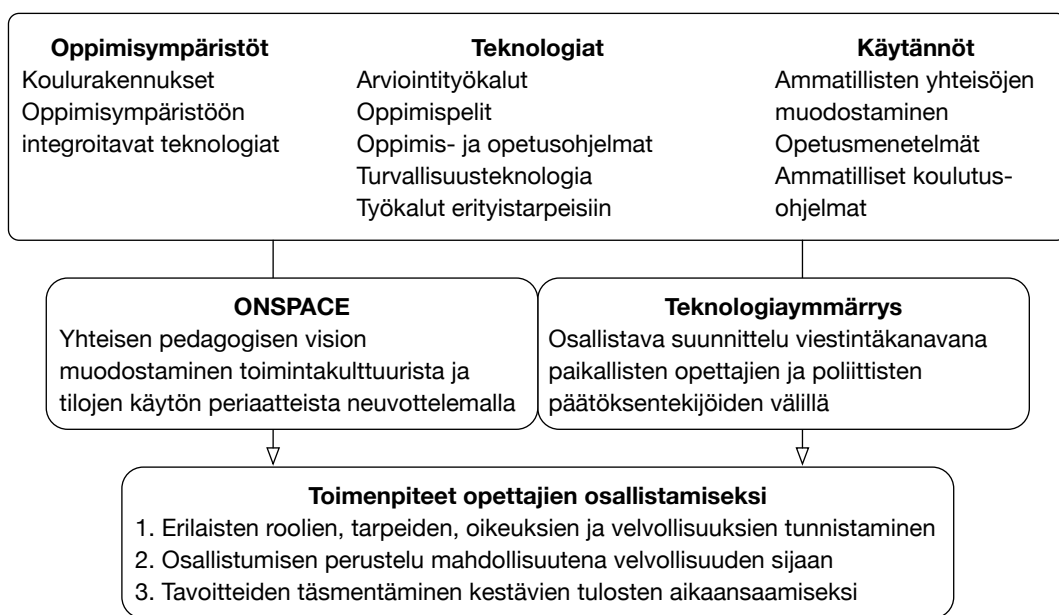 Oppimisympäristöt
Koulurakennukset
Oppimisympäristöön
integroitavat teknologiat
Teknologiat
Arviointityökalut
Oppimispelit
Oppimis- ja opetusohjelmat
Turvallisuusteknologia
Työkalut erityistarpeisiin
Käytännöt
Ammatillisten yhteisöjen
muodostaminen
Opetusmenetelmät
Ammatilliset koulutus-
ohjelmat
ONSPACE
Yhteisen pedagogisen vision
muodostaminen toimintakulttuurista ja
tilojen käytön periaatteista neuvottelemalla
Teknologiaymmärrys
Osallistava suunnittelu viestintäkanavana
paikallisten opettajien ja poliittisten
päätöksentekijöiden välillä
Toimenpiteet opettajien osallistamiseksi
1. Erilaisten roolien, tarpeiden, oikeuksien ja velvollisuuksien tunnistaminen
2. Osallistumisen perustelu mahdollisuutena velvollisuuden sijaan
3. Tavoitteiden täsmentäminen kestävien tulosten aikaansaamiseksi